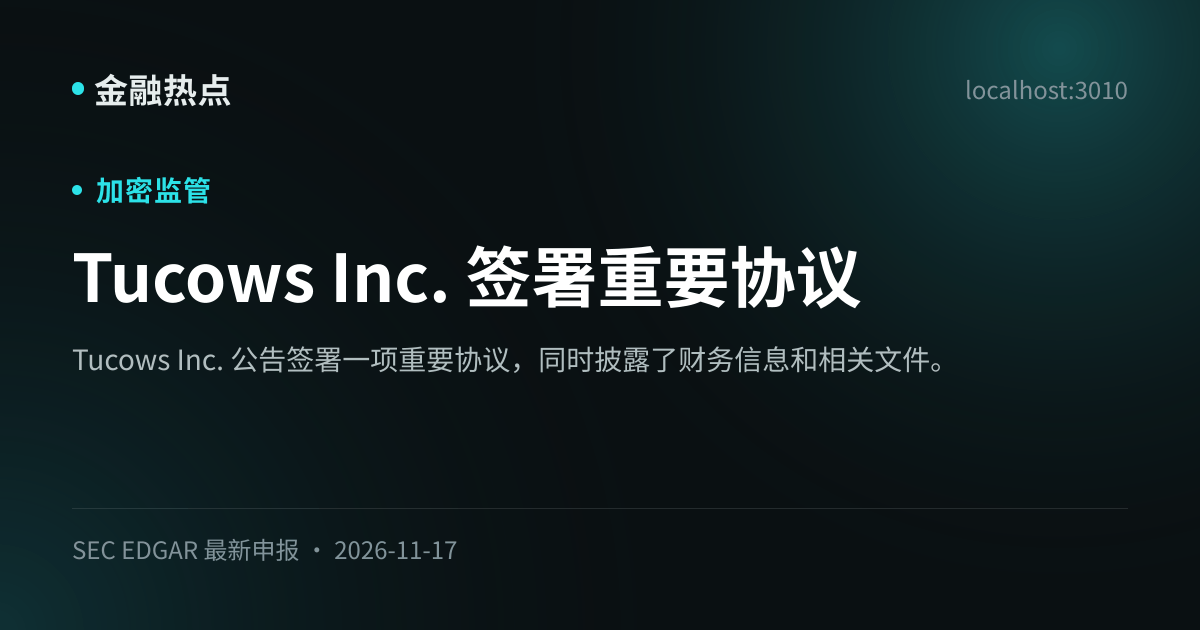 金融热点
localhost:3010
加密监管
Tucows Inc. 签署重要协议
Tucows Inc. 公告签署一项重要协议，同时披露了财务信息和相关文件。
SEC EDGAR 最新申报 · 2026-11-17